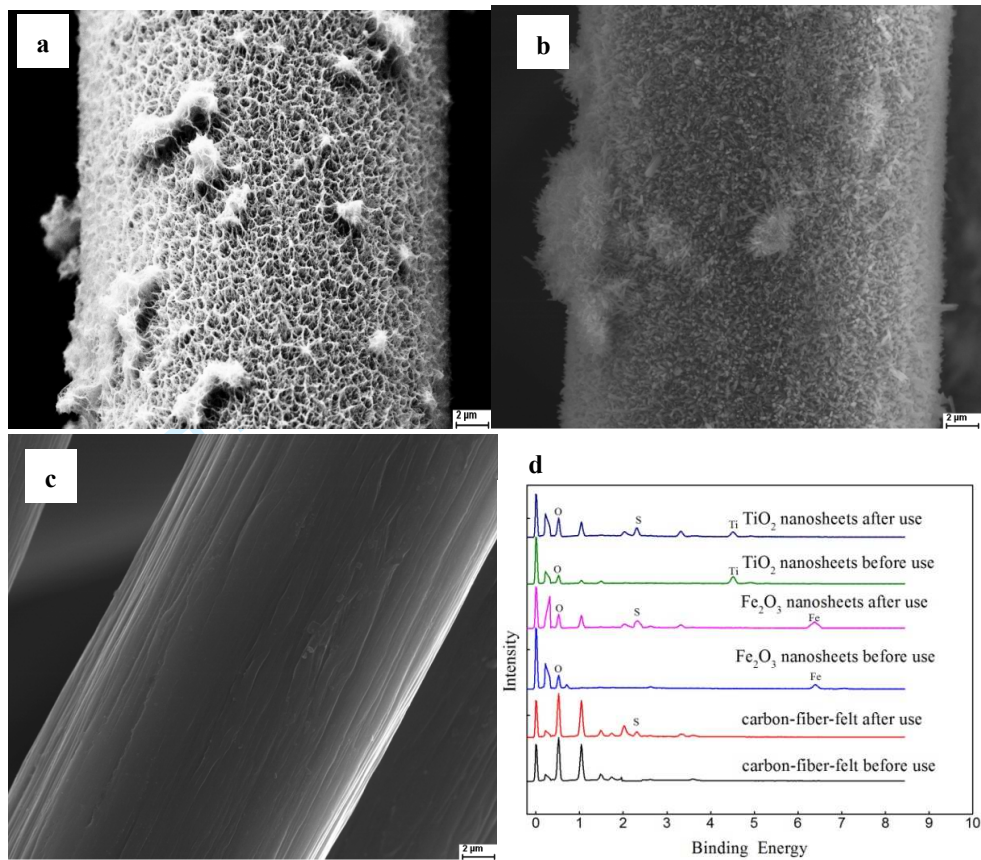 a
b
2 µm
2 µm
c
2 µm
d
O
S
Ti
TiO₂ nanosheets after use
O
Ti
TiO₂ nanosheets before use
O
S
Fe
Fe₂O₃ nanosheets after use
O
Fe
Fe₂O₃ nanosheets before use
S
carbon-fiber-felt after use
carbon-fiber-felt before use
Intensity
0 1 2 3 4 5 6 7 8 9 10
Binding Energy